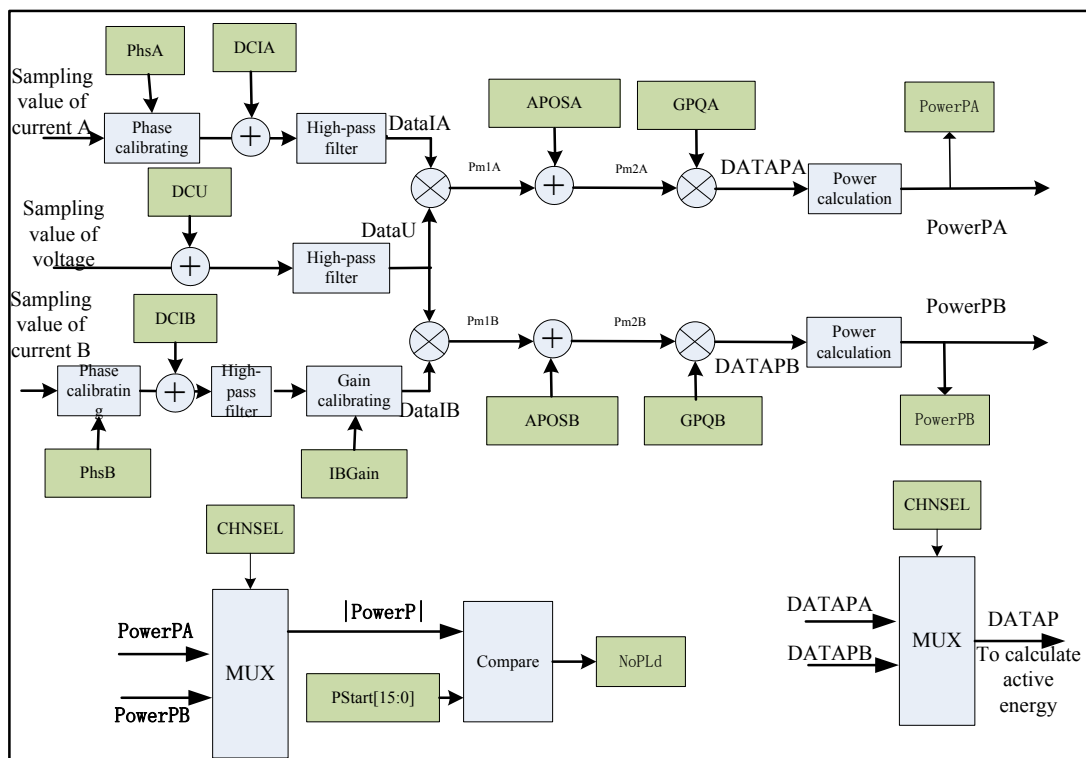 PhsA
DCIA
Sampling
value of
current A
Phase
calibrating
+
High-pass
filter
DataIA
Pm1A
APOSA
+
Pm2A
GPQA
DATAPA
Power
calculation
PowerPA
PowerPA
DCU
Sampling
value of
voltage
+
High-pass
filter
DataU
Sampling
value of
current B
DCIB
Phase
calibratin
g
+
High-
pass filter
Gain
calibrating
DataIB
Pm1B
+
Pm2B
DATAPB
Power
calculation
PowerPB
PowerPB
PhsB
IBGain
APOSB
GPQB
CHNSEL
PowerPA
PowerPB
MUX
|PowerP|
PStart[15:0]
Compare
NoPLd
CHNSEL
DATAPA
DATAPB
MUX
DATAP
To calculate
active
energy